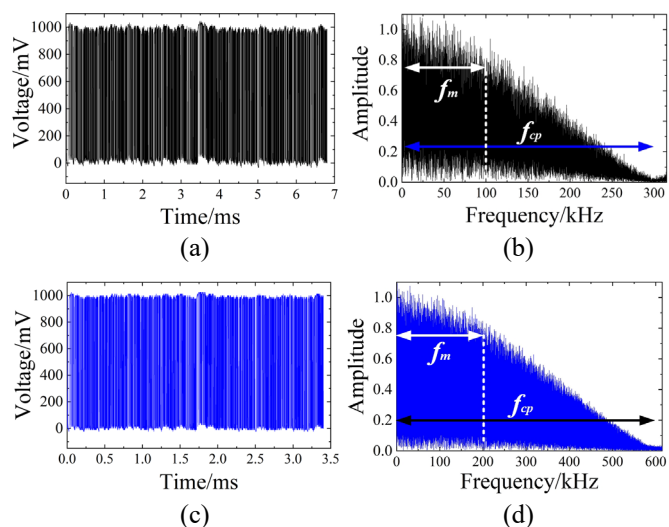 1000
800
600
400
200
0
Voltage/mV
0 1 2 3 4 5 6 7
Time/ms
(a)
1.0
0.8
0.6
0.4
0.2
0.0
Amplitude
fm
fcp
0 50 100 150 200 250 300
Frequency/kHz
(b)
1000
800
600
400
200
0
Voltage/mV
0.0 0.5 1.0 1.5 2.0 2.5 3.0 3.5
Time/ms
(c)
1.0
0.8
0.6
0.4
0.2
0.0
Amplitude
fm
fcp
0 100 200 300 400 500 600
Frequency/kHz
(d)